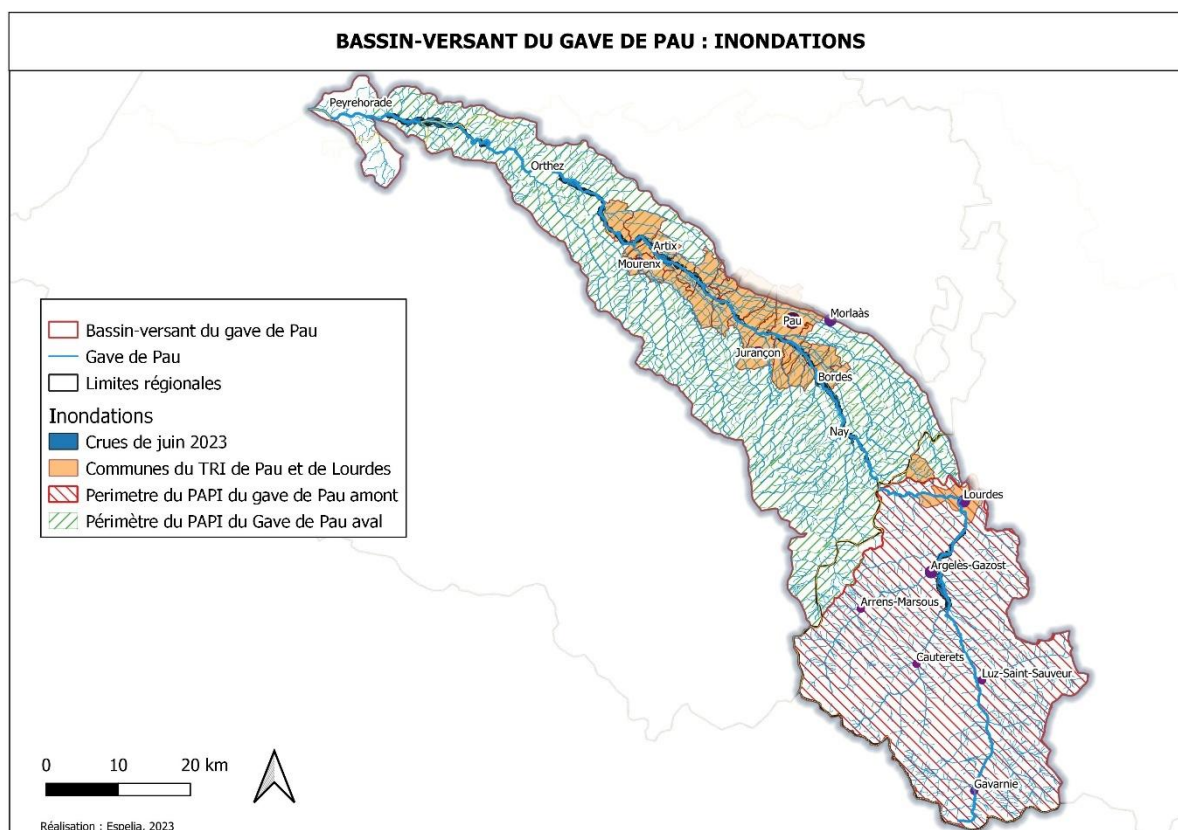 BASSIN-VERSANT DU GAVE DE PAU : INONDATIONS
Peyrehorade
Orthez
Artix
Mourenx
Pau
Morlaàs
Jurançon
Bordes
Nay
Lourdes
Argelès-Gazost
Arrens-Marsous
Cauterets
Luz-Saint-Sauveur
Gavarnie
Bassin-versant du gave de Pau
Gave de Pau
Limites régionales
Inondations
Crues de juin 2023
Communes du TRI de Pau et de Lourdes
Perimetre du PAPI du gave de Pau amont
Périmètre du PAPI du Gave de Pau aval
0 10 20 km
Réalisation : Espelia, 2023